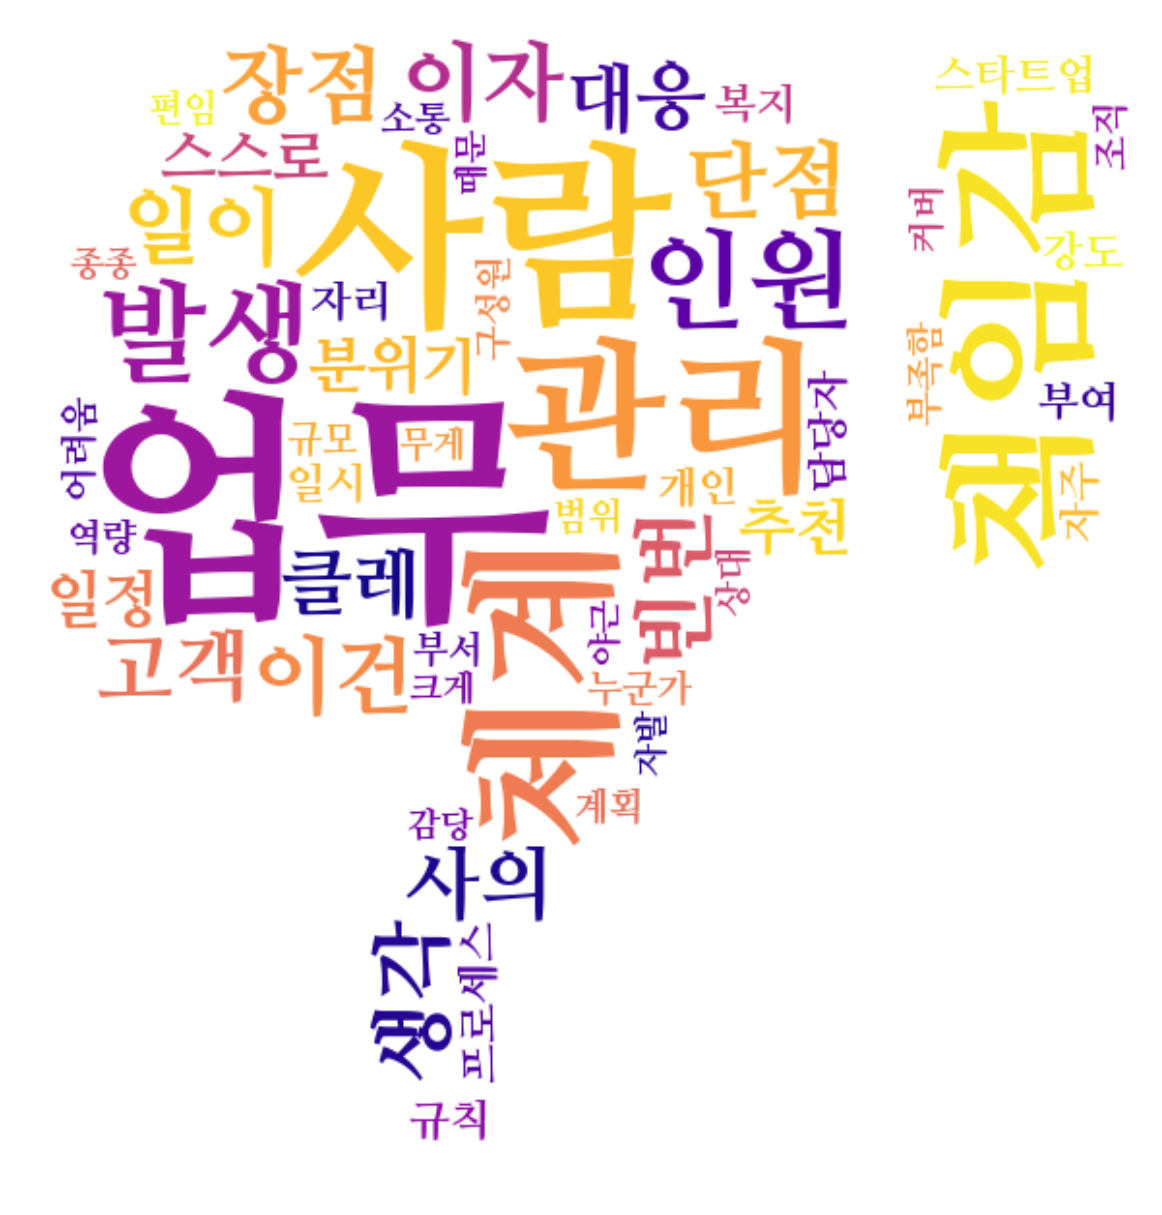 장점
이자
대응
복지
편임
소통
때문
스스로
사람
단점
일이
인원
종종
발생
자리
구성원
분위기
관리
담당자
어려움
업무
규모
무게
일시
개인
범위
추천
역량
클레
체계
빈번
상대
일정
고객
이건
부서
크게
야근
누군가
자발
계획
감당
사의
생각
프로세스
규칙
스타트업
조직
책임감
커버
강도
부족함
부여
자주